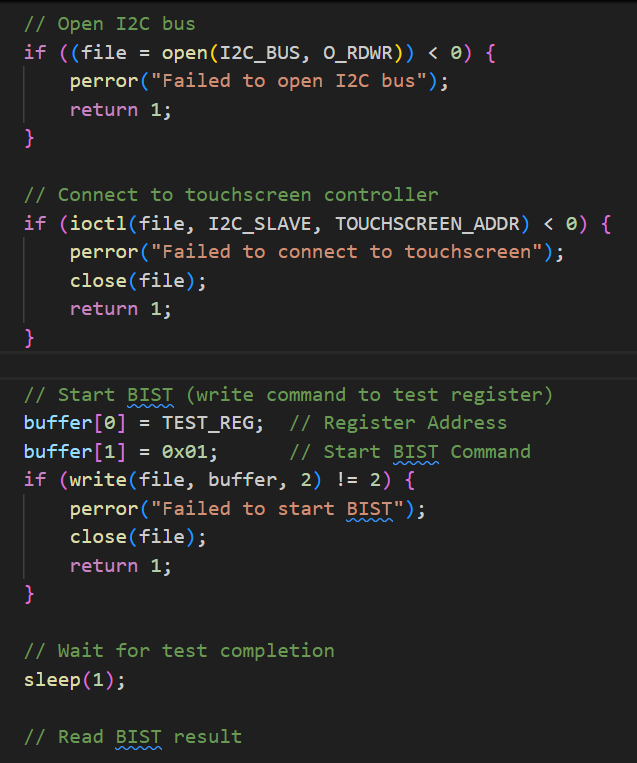 // Open I2C bus
if ((file = open(I2C_BUS, O_RDWR)) < 0) {
    perror("Failed to open I2C bus");
    return 1;
}
// Connect to touchscreen controller
if (ioctl(file, I2C_SLAVE, TOUCHSCREEN_ADDR) < 0) {
    perror("Failed to connect to touchscreen");
    close(file);
    return 1;
}
// Start BIST (write command to test register)
buffer[0] = TEST_REG;  // Register Address
buffer[1] = 0x01;      // Start BIST Command
if (write(file, buffer, 2) != 2) {
    perror("Failed to start BIST");
    close(file);
    return 1;
}
// Wait for test completion
sleep(1);
// Read BIST result